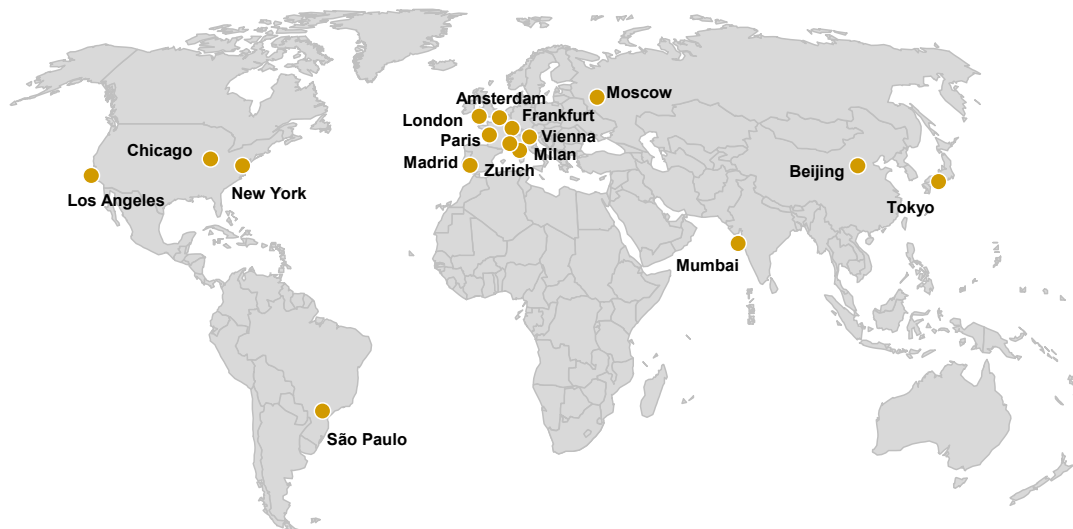 Moscow
Amsterdam
London
Frankfurt
Paris
Vienna
Chicago
Milan
Madrid
Zurich
Beijing
New York
Los Angeles
Tokyo
Mumbai
São Paulo